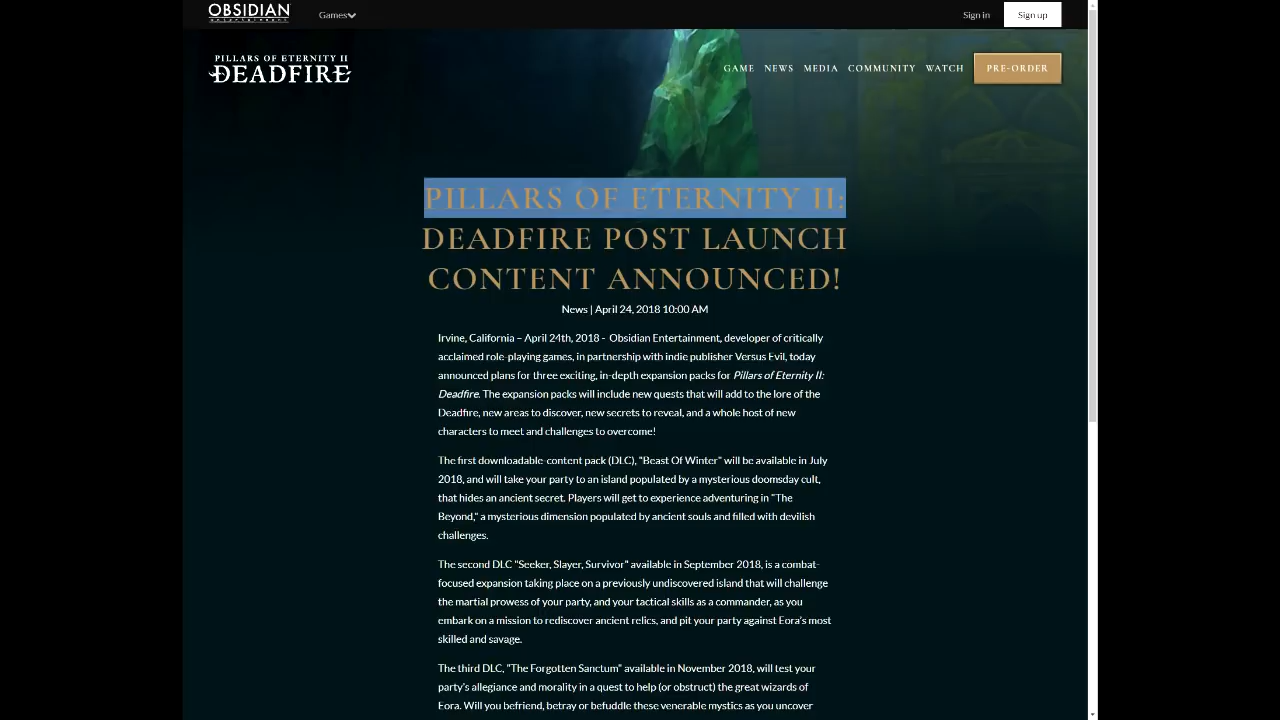 OBSIDIAN
entertainment
Games
Sign in
Sign up
PILLARS OF ETERNITY II
DEADFIRE
GAME NEWS MEDIA COMMUNITY WATCH PRE-ORDER
PILLARS OF ETERNITY II:
DEADFIRE POST LAUNCH
CONTENT ANNOUNCED!
News | April 24, 2018 10:00 AM
Irvine, California – April 24th, 2018 - Obsidian Entertainment, developer of critically
acclaimed role-playing games, in partnership with indie publisher Versus Evil, today
announced plans for three exciting, in-depth expansion packs for Pillars of Eternity II:
Deadfire. The expansion packs will include new quests that will add to the lore of the
Deadfire, new areas to discover, new secrets to reveal, and a whole host of new
characters to meet and challenges to overcome!
The first downloadable-content pack (DLC), "Beast Of Winter" will be available in July
2018, and will take your party to an island populated by a mysterious doomsday cult,
that hides an ancient secret. Players will get to experience adventuring in "The
Beyond," a mysterious dimension populated by ancient souls and filled with devilish
challenges.
The second DLC "Seeker, Slayer, Survivor" available in September 2018, is a combat-
focused expansion taking place on a previously undiscovered island that will challenge
the martial prowess of your party, and your tactical skills as a commander, as you
embark on a mission to rediscover ancient relics, and pit your party against Eora's most
skilled and savage.
The third DLC, "The Forgotten Sanctum" available in November 2018, will test your
party's allegiance and morality in a quest to help (or obstruct) the great wizards of
Eora. Will you befriend, betray or befuddle these venerable mystics as you uncover